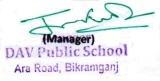 (Manager)
DAV Public School
Ara Road, Bikramganj